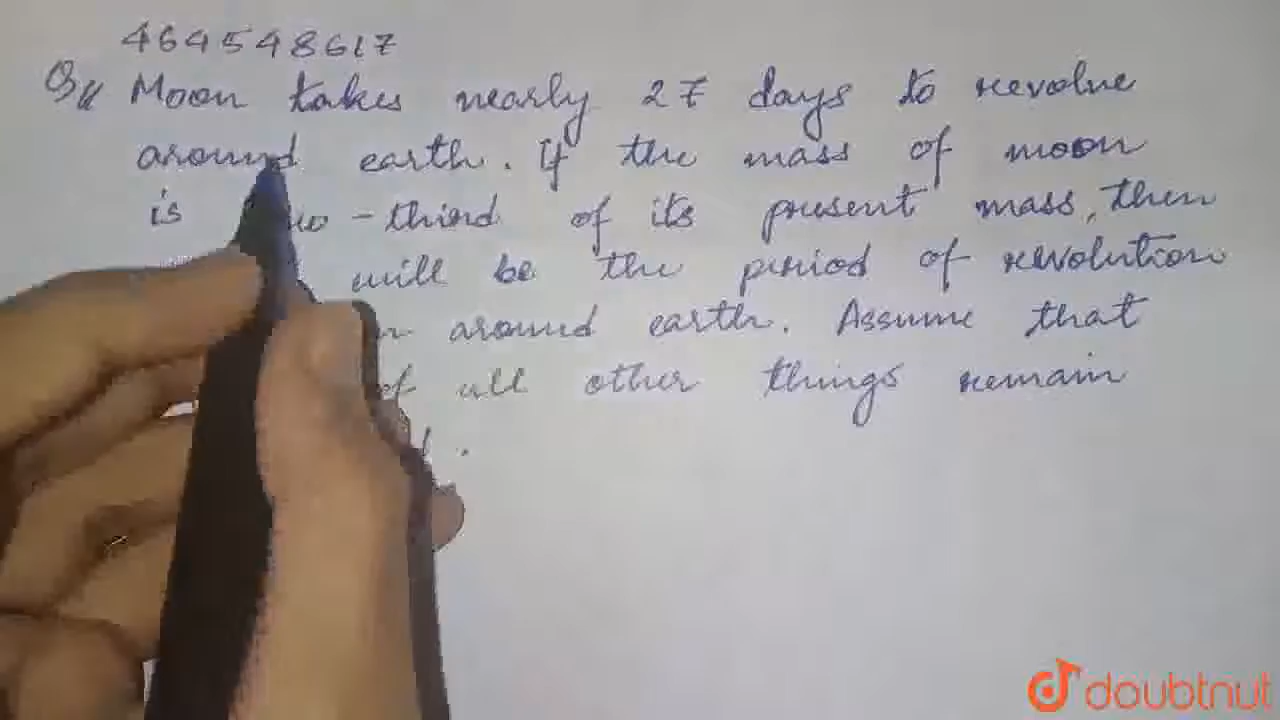 464548617
Q Moon takes nearly 27 days to revolve
around earth. If the mass of moon
is -third of its present mass, then
will be the period of revolution
around earth. Assume that
of all other things remain
doubtnut